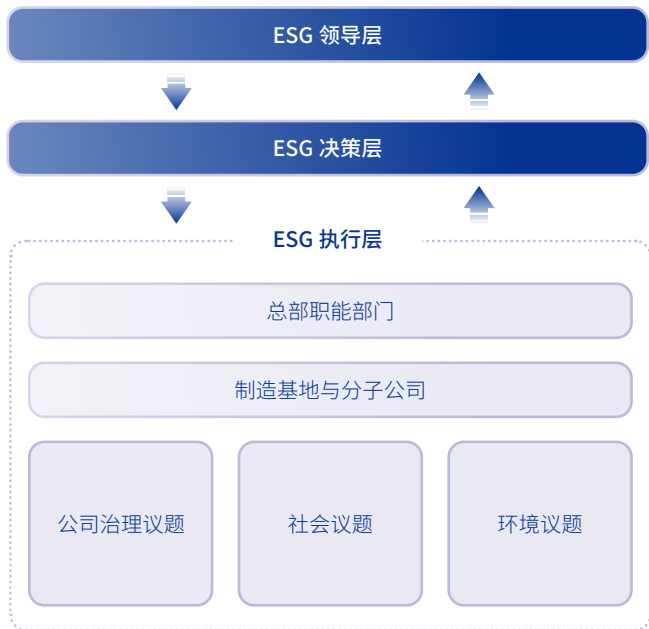 ESG 领导层
ESG 决策层
ESG 执行层
总部职能部门
制造基地与分子公司
公司治理议题
社会议题
环境议题